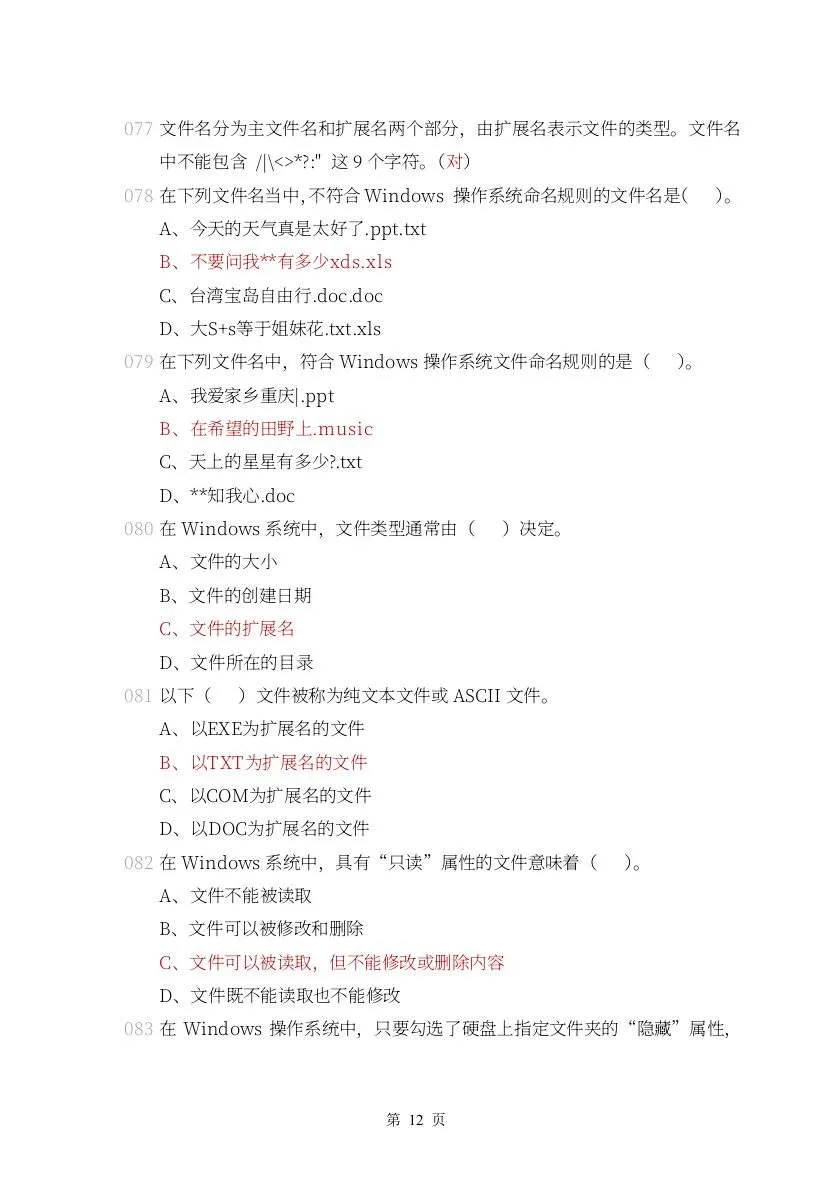 077 文件名分为主文件名和扩展名两个部分，由扩展名表示文件的类型。文件名
中不能包含 /|\<>*?:" 这 9 个字符。（对）
078 在下列文件名当中,不符合 Windows 操作系统命名规则的文件名是(    )。
A、今天的天气真是太好了.ppt.txt
B、不要问我**有多少xds.xls
C、台湾宝岛自由行.doc.doc
D、大S+s等于姐妹花.txt.xls
079 在下列文件名中，符合 Windows 操作系统文件命名规则的是（    ）。
A、我爱家乡重庆|.ppt
B、在希望的田野上.music
C、天上的星星有多少?.txt
D、**知我心.doc
080 在 Windows 系统中，文件类型通常由（    ）决定。
A、文件的大小
B、文件的创建日期
C、文件的扩展名
D、文件所在的目录
081 以下（    ）文件被称为纯文本文件或 ASCII 文件。
A、以EXE为扩展名的文件
B、以TXT为扩展名的文件
C、以COM为扩展名的文件
D、以DOC为扩展名的文件
082 在 Windows 系统中，具有“只读”属性的文件意味着（    ）。
A、文件不能被读取
B、文件可以被修改和删除
C、文件可以被读取，但不能修改或删除内容
D、文件既不能读取也不能修改
083 在 Windows 操作系统中，只要勾选了硬盘上指定文件夹的“隐藏”属性，
第 12 页